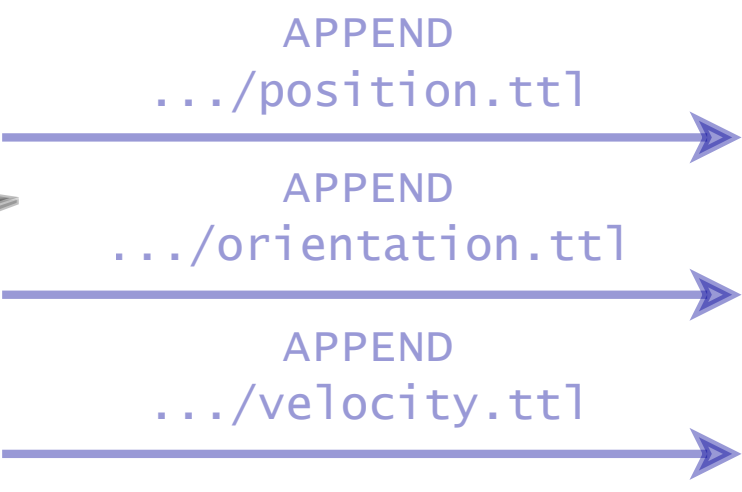 APPEND
.../position.ttl
APPEND
.../orientation.ttl
APPEND
.../velocity.ttl